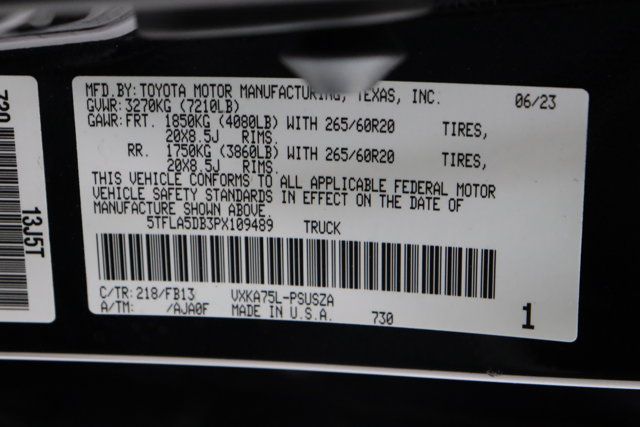 MFD.BY: TOYOTA MOTOR MANUFACTURING, TEXAS, INC. 06/23
GVWR: 3270KG (7210LB)
GAWR: FRT. 1850KG (4080LB) WITH 265/60R20 TIRES,
20X8.5J RIMS.
RR. 1750KG (3860LB) WITH 265/60R20 TIRES,
20X8.5J RIMS.
THIS VEHICLE CONFORMS TO ALL APPLICABLE FEDERAL MOTOR
VEHICLE SAFETY STANDARDS IN EFFECT ON THE DATE OF
MANUFACTURE SHOWN ABOVE.
5TFLA5DB3PX109489 TRUCK
C/TR: 218/FB13 VXKA75L-PSUSZA
A/TM: /AJA0F MADE IN U.S.A. 730 1
13J5T